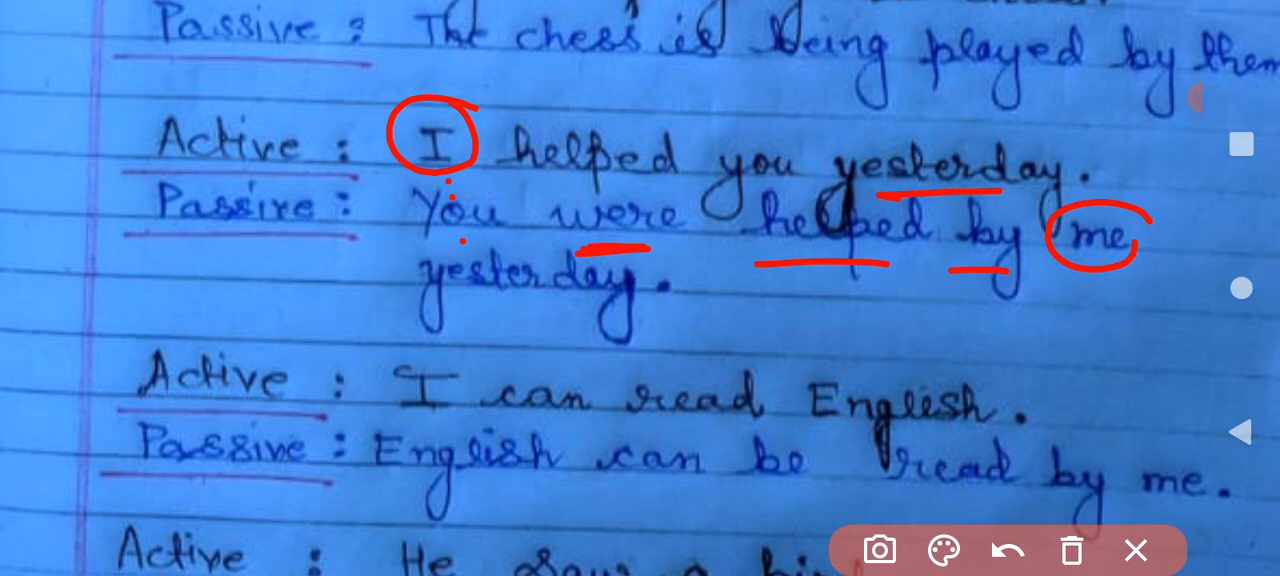 Passive : The chess is being played by them
Active : I helped you yesterday.
Passive : You were helped by me
yesterday.
Active : I can read English.
Passive : English can be read by me.
Active : He